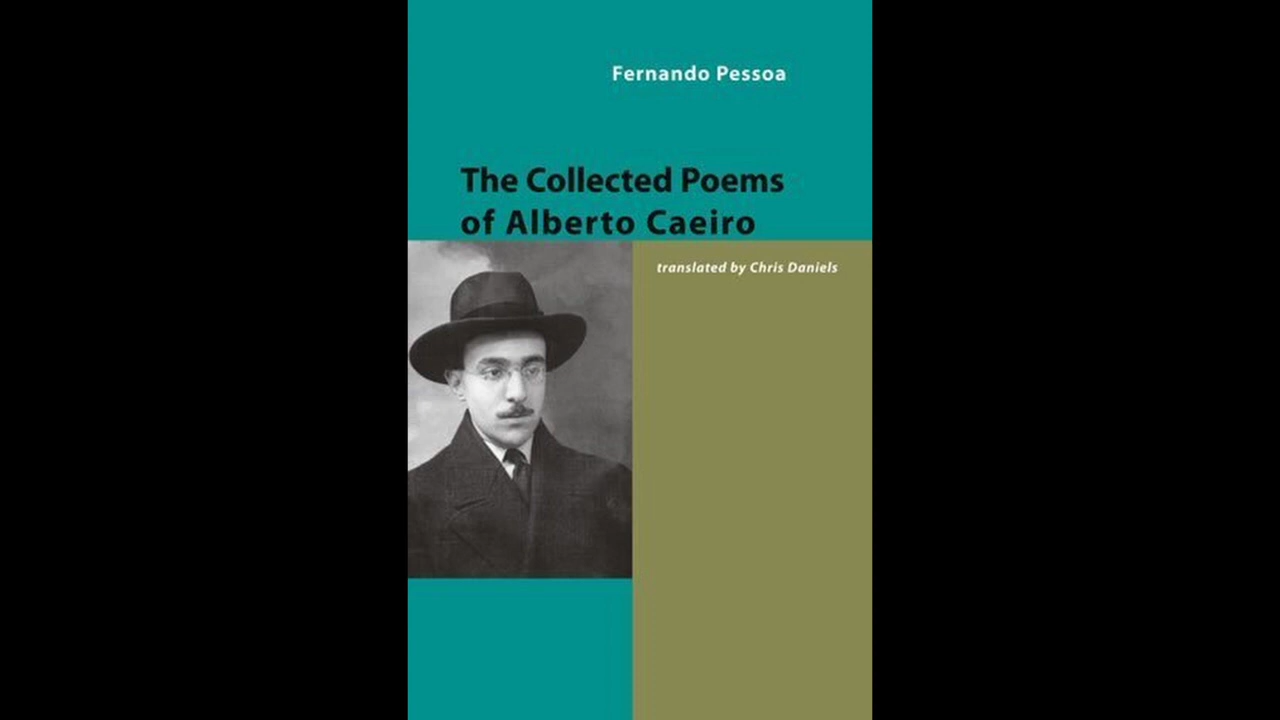 Fernando Pessoa
The Collected Poems
of Alberto Caeiro
translated by Chris Daniels